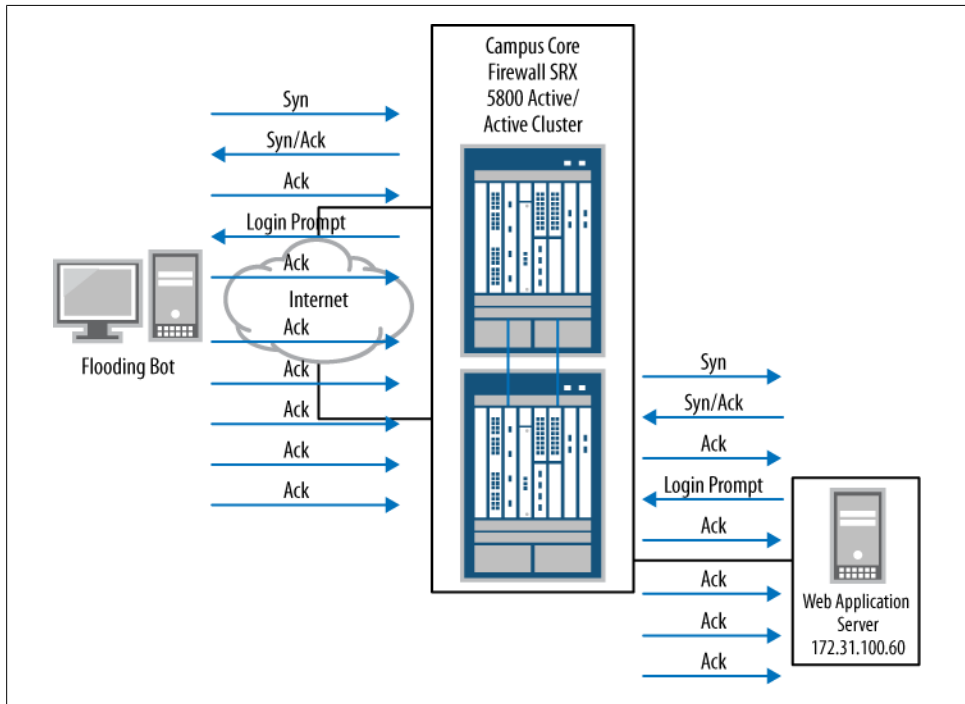 Campus Core
Firewall SRX
5800 Active/
Active Cluster
Syn
Syn/Ack
Ack
Login Prompt
Ack
Internet
Ack
Ack
Ack
Ack
Ack
Flooding Bot
Syn
Syn/Ack
Ack
Login Prompt
Ack
Ack
Ack
Ack
Web Application
Server
172.31.100.60